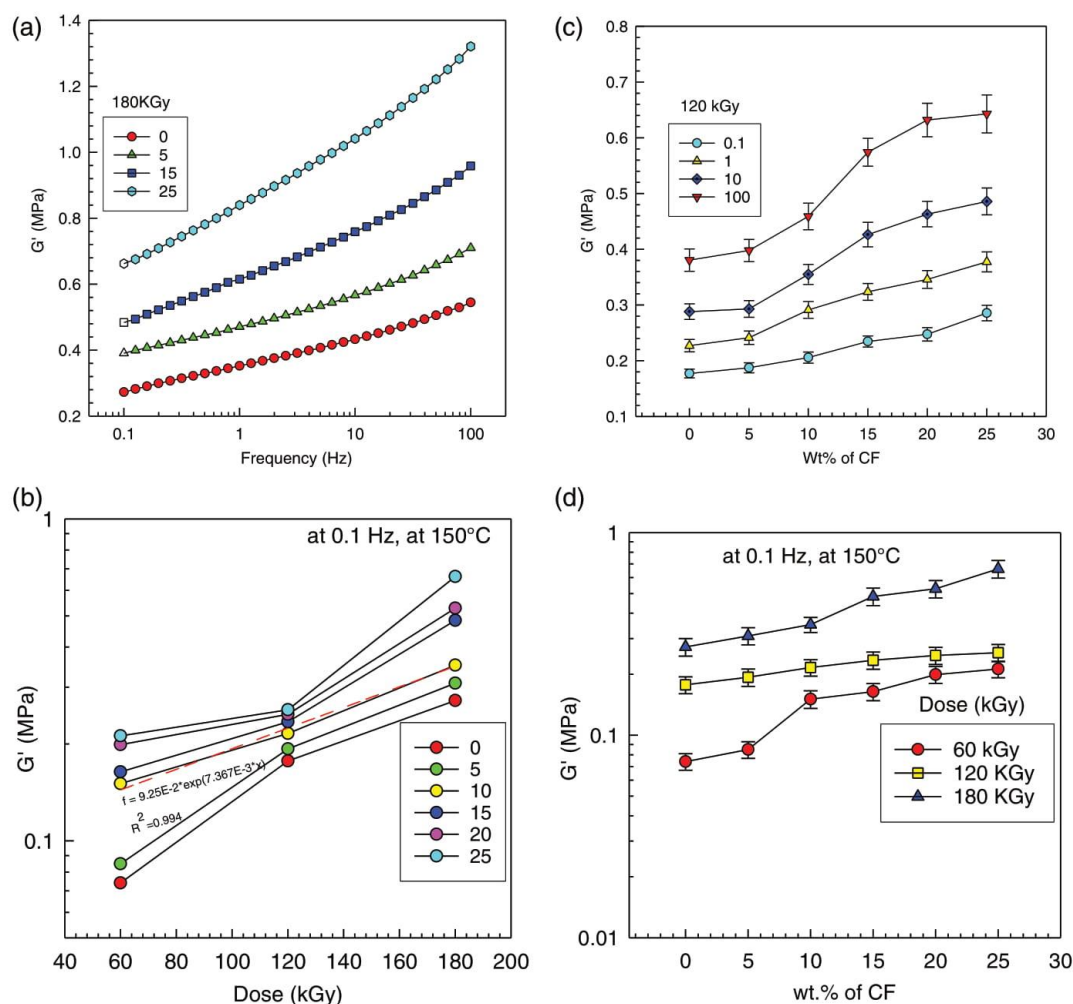 (a)
1.4
1.2
1.0
0.8
0.6
0.4
0.2
G' (MPa)
180KGy
0
5
15
25
0.1
1
10
100
Frequency (Hz)
(c)
0.8
0.7
0.6
0.5
0.4
0.3
0.2
0.1
G' (MPa)
120 kGy
0.1
1
10
100
0
5
10
15
20
25
30
Wt% of CF
(b)
1
0.1
G' (MPa)
at 0.1 Hz, at 150°C
f = 9.25E-2*exp(7.367E-3*x)
R2 =0.994
0
5
10
15
20
25
40
60
80
100
120
140
160
180
200
Dose (kGy)
(d)
1
0.1
0.01
G' (MPa)
at 0.1 Hz, at 150°C
Dose (kGy)
60 kGy
120 KGy
180 KGy
0
5
10
15
20
25
30
wt.% of CF